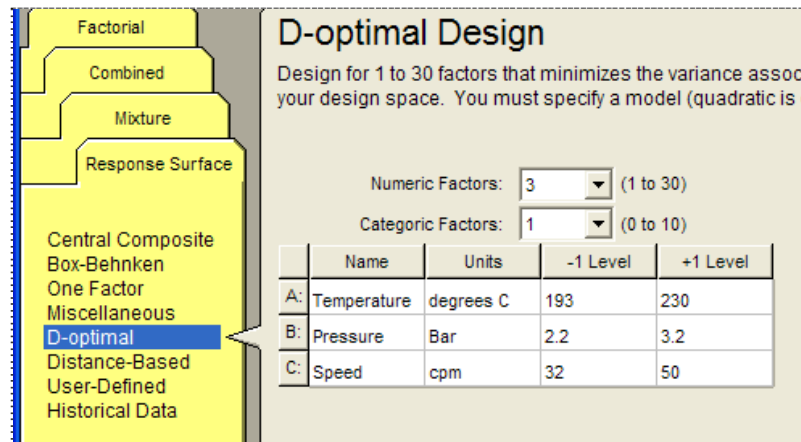 Factorial
Combined
Mixture
Response Surface
Central Composite
Box-Behnken
One Factor
Miscellaneous
D-optimal
Distance-Based
User-Defined
Historical Data
D-optimal Design
Design for 1 to 30 factors that minimizes the variance assoc
your design space. You must specify a model (quadratic is
Numeric Factors: 3 (1 to 30)
Categoric Factors: 1 (0 to 10)
Name Units -1 Level +1 Level
A: Temperature degrees C 193 230
B: Pressure Bar 2.2 3.2
C: Speed cpm 32 50